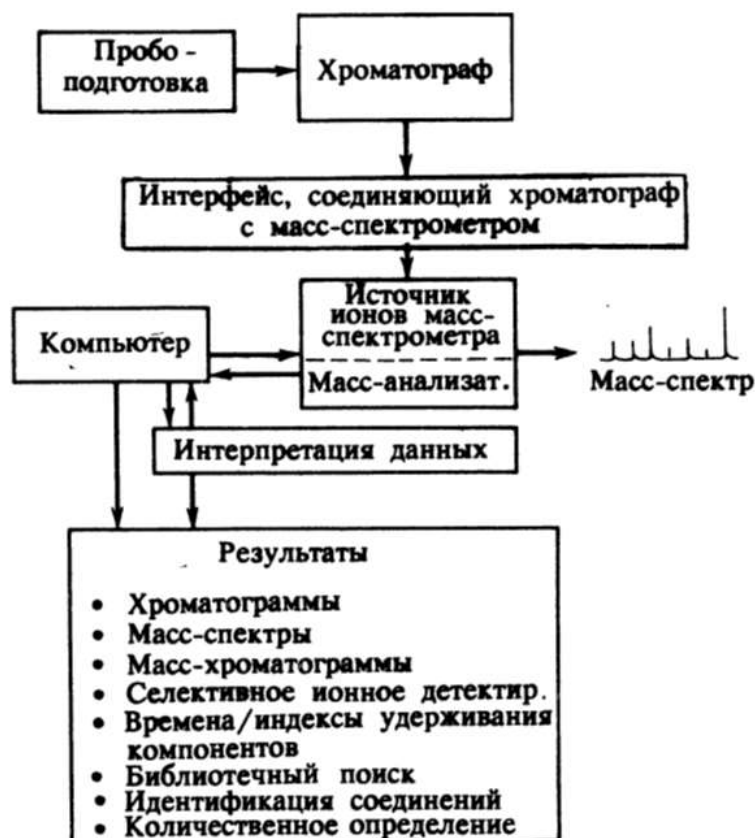 Пробо-
подготовка
Хроматограф
Интерфейс, соединяющий хроматограф
с масс-спектрометром
Источник
ионов масс-
спектрометра
Масс-анализат.
Компьютер
Масс-спектр
Интерпретация данных
Результаты
• Хроматограммы
• Масс-спектры
• Масс-хроматограммы
• Селективное ионное детектир.
• Времена/индексы удерживания
компонентов
• Библиотечный поиск
• Идентификация соединений
• Количественное определение